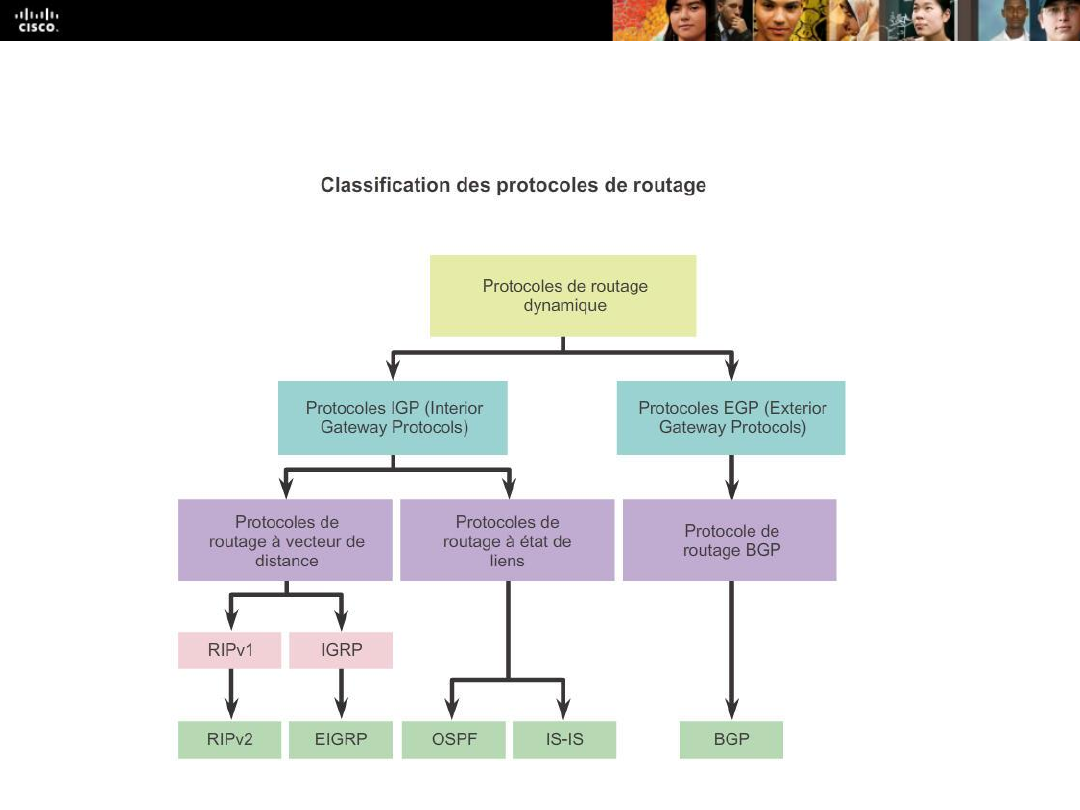 CISCO.
Classification des protocoles de routage
Protocoles de routage
dynamique
Protocoles IGP (Interior
Gateway Protocols)
Protocoles EGP (Exterior
Gateway Protocols)
Protocoles de
routage à vecteur de
distance
Protocoles de
routage à état de
liens
Protocole de
routage BGP
RIPv1
IGRP
RIPv2
EIGRP
OSPF
IS-IS
BGP